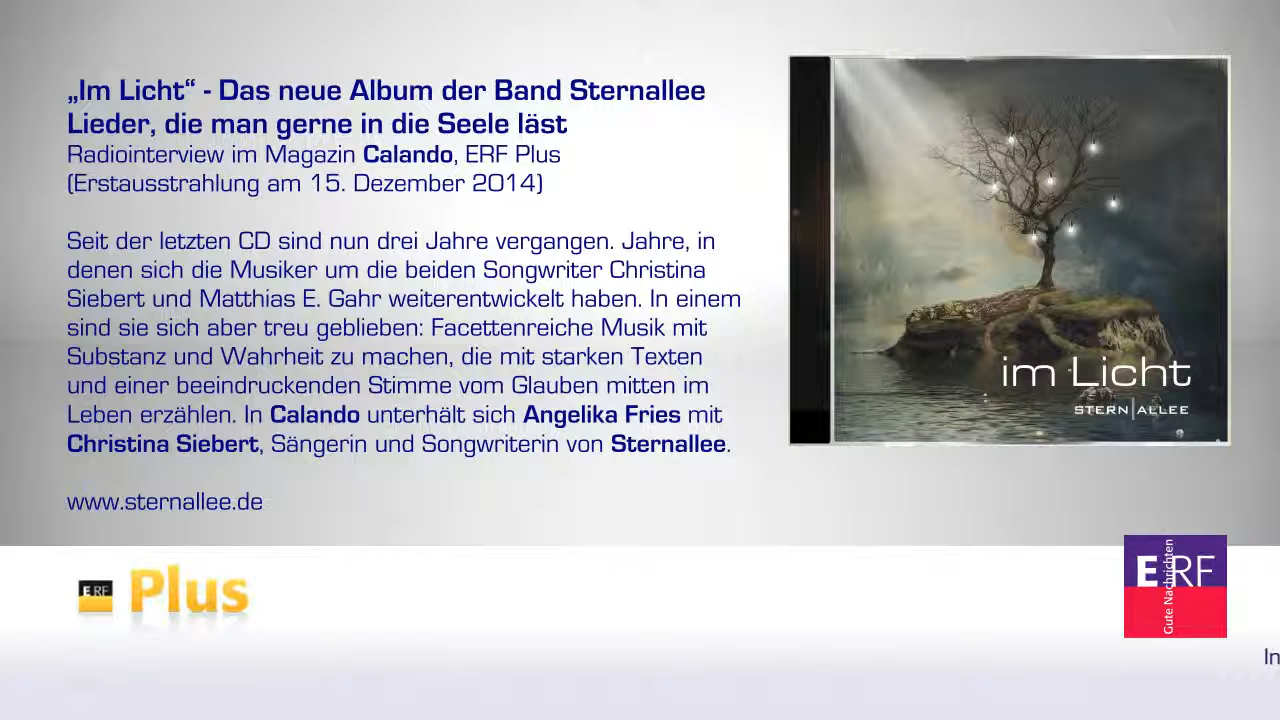 „Im Licht“ - Das neue Album der Band Sternallee
Lieder, die man gerne in die Seele läst
Radiointerview im Magazin Calando, ERF Plus
(Erstausstrahlung am 15. Dezember 2014)
Seit der letzten CD sind nun drei Jahre vergangen. Jahre, in
denen sich die Musiker um die beiden Songwriter Christina
Siebert und Matthias E. Gahr weiterentwickelt haben. In einem
sind sie sich aber treu geblieben: Facettenreiche Musik mit
Substanz und Wahrheit zu machen, die mit starken Texten
und einer beeindruckenden Stimme vom Glauben mitten im
Leben erzählen. In Calando unterhält sich Angelika Fries mit
Christina Siebert, Sängerin und Songwriterin von Sternallee.
www.sternallee.de
im Licht
STERN|ALLEE
ERF Plus
ERF
Gute Nachrichten
In